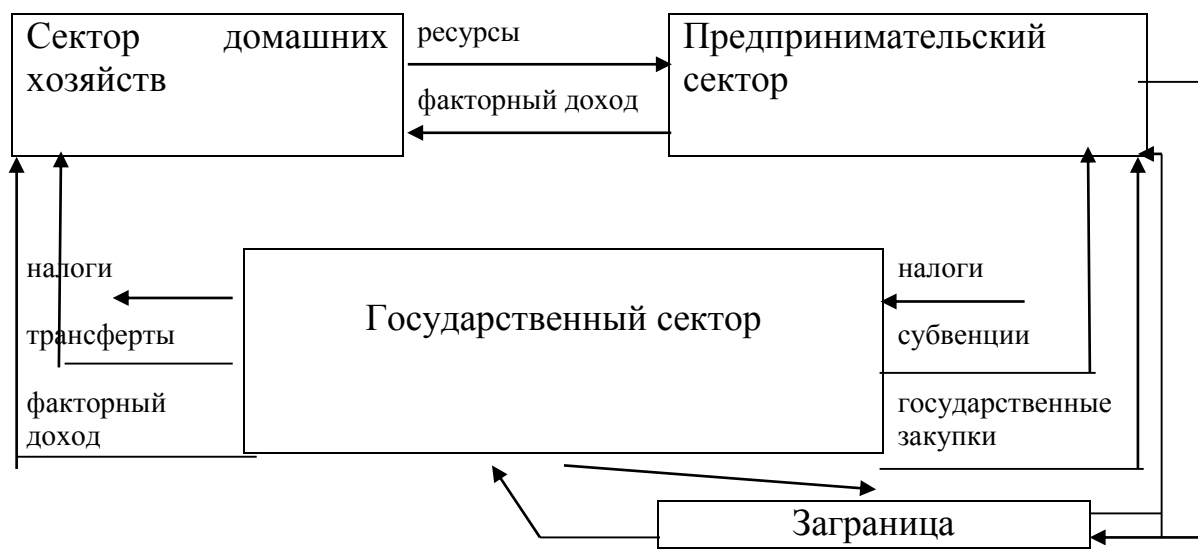 Сектор домашних
хозяйств
ресурсы
факторный доход
Предпринимательский
сектор
налоги
трансферты
факторный
доход
Государственный сектор
налоги
субвенции
государственные
закупки
Заграница